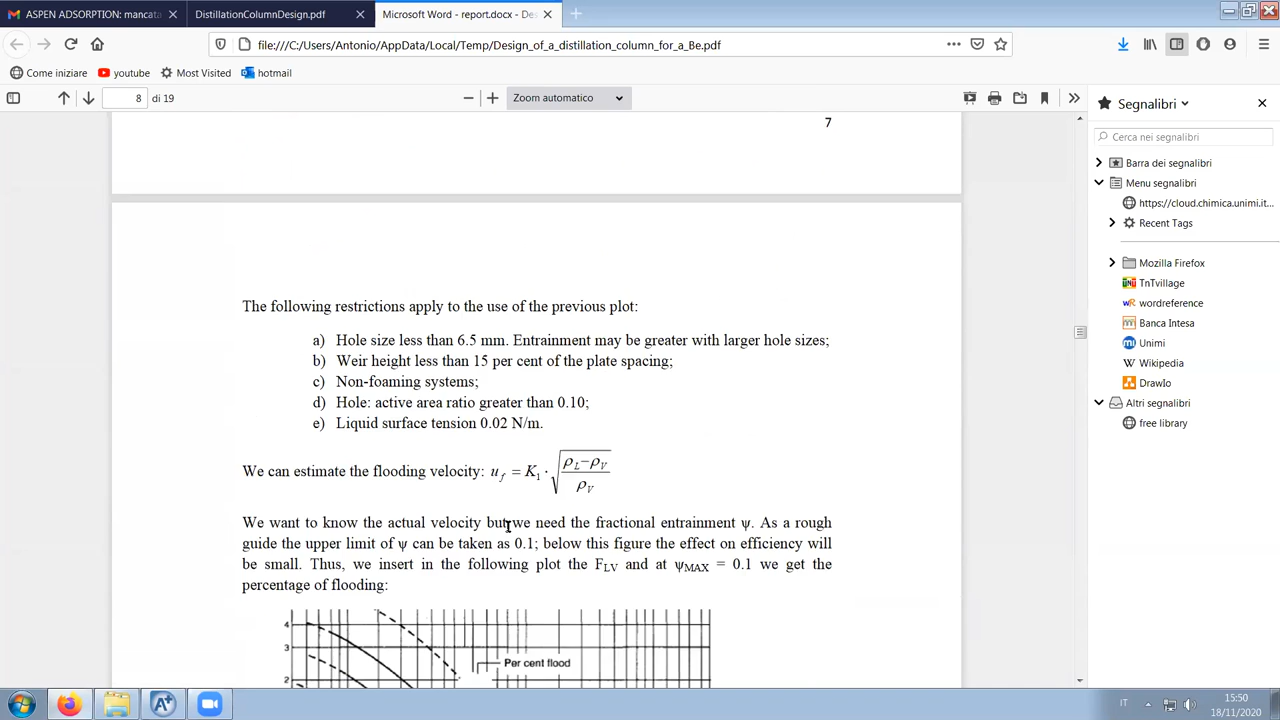 ASPEN ADSORPTION: mancata
DistillationColumnDesign.pdf
Microsoft Word - report.docx - De
file:///C:/Users/Antonio/AppData/Local/Temp/Design_of_a_distillation_column_for_a_Be.pdf
Come iniziare
youtube
Most Visited
hotmail
8 di 19
Zoom automatico
Segnalibri
Cerca nei segnalibri
Barra dei segnalibri
Menu segnalibri
https://cloud.chimica.unimi.it...
Recent Tags
Mozilla Firefox
TnTvillage
wordreference
Banca Intesa
Unimi
Wikipedia
DrawIo
Altri segnalibri
free library
7
The following restrictions apply to the use of the previous plot:
a) Hole size less than 6.5 mm. Entrainment may be greater with larger hole sizes;
b) Weir height less than 15 per cent of the plate spacing;
c) Non-foaming systems;
d) Hole: active area ratio greater than 0.10;
e) Liquid surface tension 0.02 N/m.
We can estimate the flooding velocity: u_f = K_1 · √((ρ_L − ρ_V) / ρ_V)
We want to know the actual velocity but we need the fractional entrainment ψ. As a rough
guide the upper limit of ψ can be taken as 0.1; below this figure the effect on efficiency will
be small. Thus, we insert in the following plot the F_LV and at ψ_MAX = 0.1 we get the
percentage of flooding:
4
3
Per cent flood
2
IT
15:50
18/11/2020